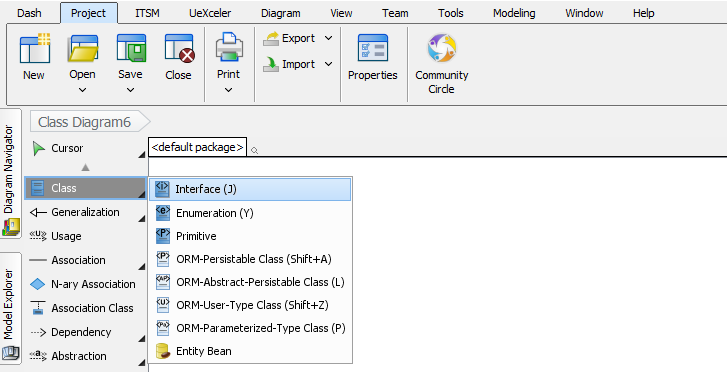 Dash Project ITSM UeXceler Diagram View Team Tools Modeling Window Help
New Open Save Close Print Export Import Properties Community Circle
Class Diagram6
Diagram Navigator
Model Explorer
Cursor
<default package>
Class
Generalization
<<U>> Usage
Association
N-ary Association
Association Class
Dependency
<<a>> Abstraction
<I> Interface (J)
<e> Enumeration (Y)
<P> Primitive
<P> ORM-Persistable Class (Shift+A)
<AP> ORM-Abstract-Persistable Class (L)
<U> ORM-User-Type Class (Shift+Z)
ORM-Parameterized-Type Class (P)
Entity Bean